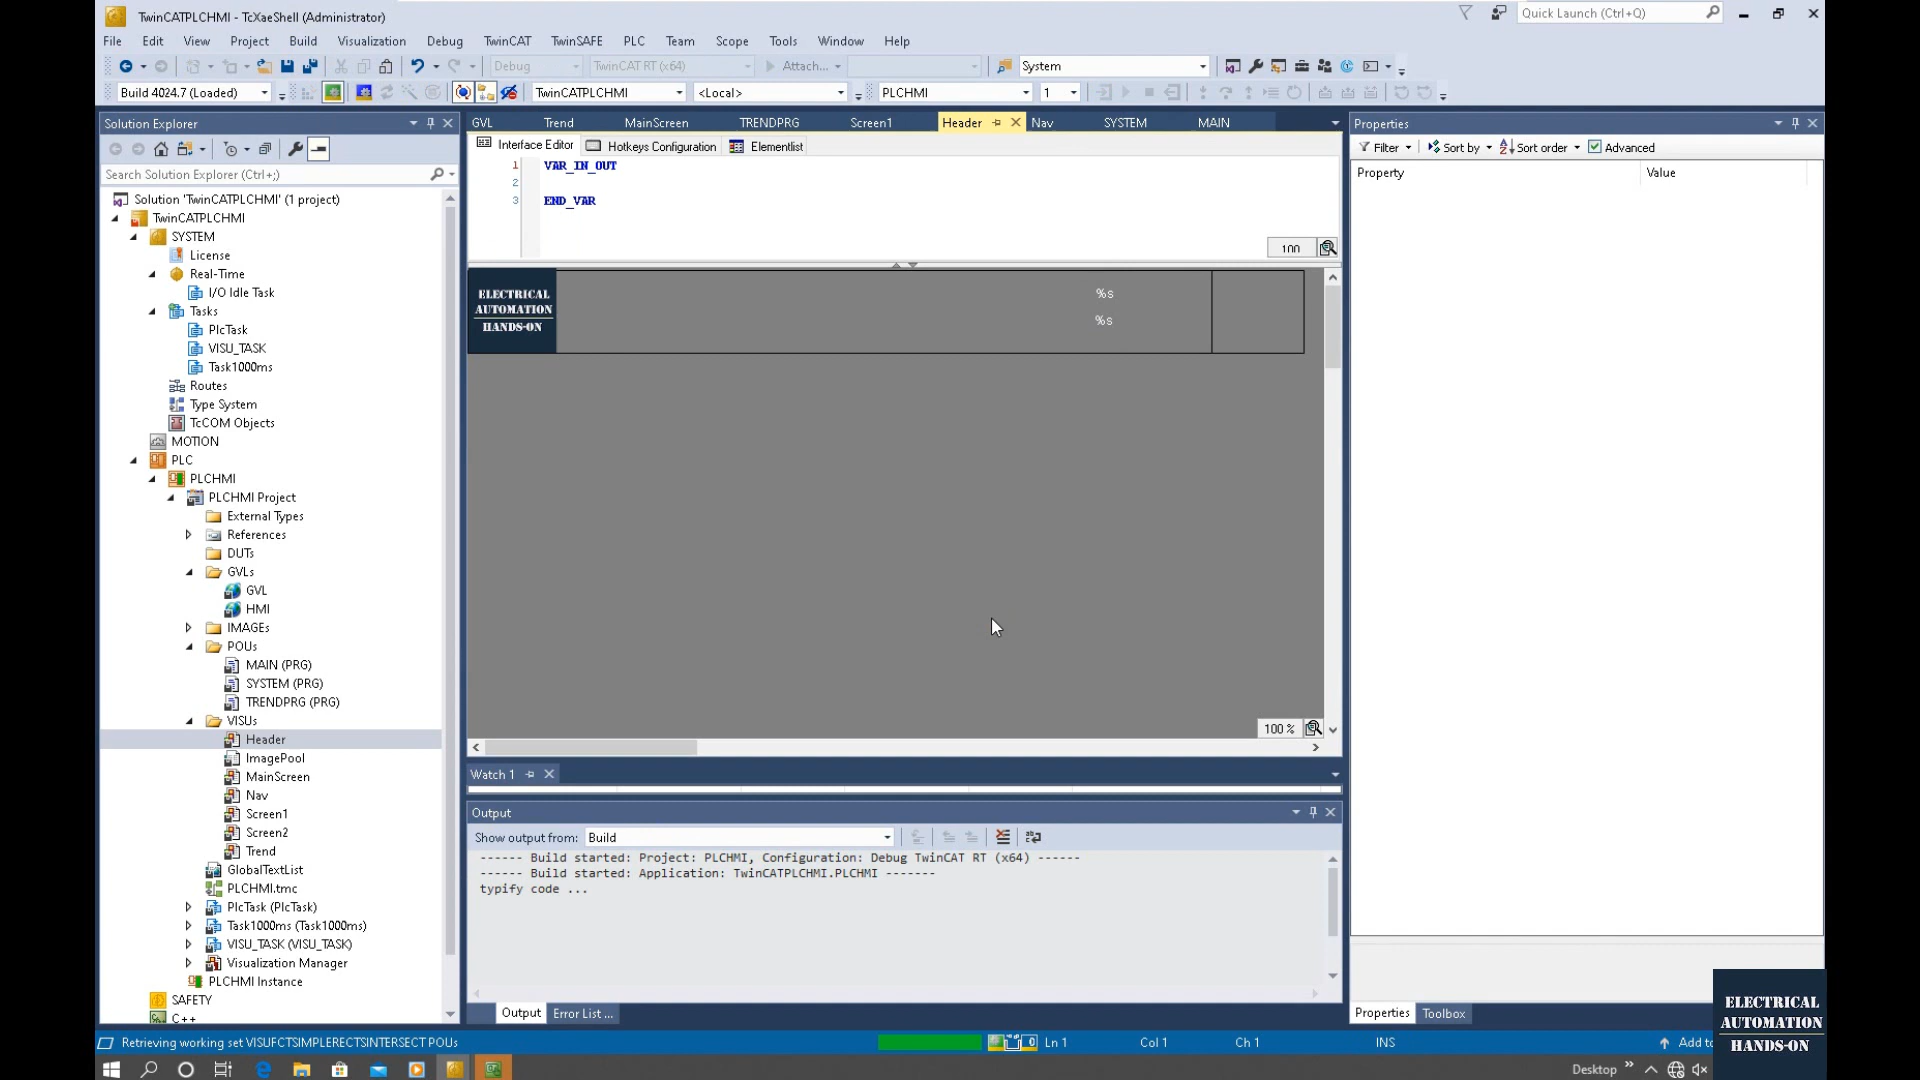 TwinCATPLCHMI - TcXaeShell (Administrator)
Quick Launch (Ctrl+Q)
File Edit View Project Build Visualization Debug TwinCAT TwinSAFE PLC Team Scope Tools Window Help
Debug TwinCAT RT (x64) Attach... System
Build 4024.7 (Loaded) TwinCATPLCHMI <Local> PLCHMI 1
Solution Explorer
Search Solution Explorer (Ctrl+;)
Solution 'TwinCATPLCHMI' (1 project)
TwinCATPLCHMI
SYSTEM
License
Real-Time
I/O Idle Task
Tasks
PlcTask
VISU_TASK
Task1000ms
Routes
Type System
TcCOM Objects
MOTION
PLC
PLCHMI
PLCHMI Project
External Types
References
DUTs
GVLs
GVL
HMI
IMAGEs
POUs
MAIN (PRG)
SYSTEM (PRG)
TRENDPRG (PRG)
VISUs
Header
ImagePool
MainScreen
Nav
Screen1
Screen2
Trend
GlobalTextList
PLCHMI.tmc
PlcTask (PlcTask)
Task1000ms (Task1000ms)
VISU_TASK (VISU_TASK)
Visualization Manager
PLCHMI Instance
SAFETY
C++
GVL Trend MainScreen TRENDPRG Screen1 Header Nav SYSTEM MAIN
Interface Editor Hotkeys Configuration Elementlist
1 VAR_IN_OUT
2
3 END_VAR
100
ELECTRICAL
AUTOMATION
HANDS-ON
%s
%s
100 %
Watch 1
Output
Show output from: Build
------ Build started: Project: PLCHMI, Configuration: Debug TwinCAT RT (x64) ------
------ Build started: Application: TwinCATPLCHMI.PLCHMI -------
typify code ...
Output Error List ...
Properties
Filter Sort by Sort order Advanced
Property Value
Properties Toolbox
Retrieving working set VISUFCTSIMPLERECTSINTERSECT POUs
Ln 1 Col 1 Ch 1 INS
ELECTRICAL
AUTOMATION
HANDS-ON
Desktop